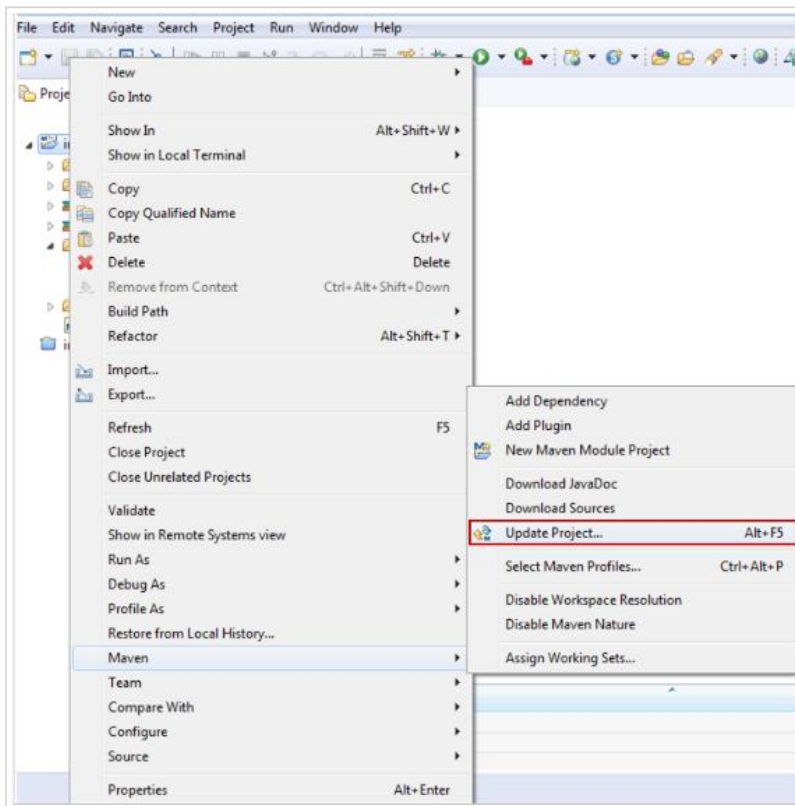 File Edit Navigate Search Project Run Window Help
New
Go Into
Show In Alt+Shift+W
Show in Local Terminal
Copy Ctrl+C
Copy Qualified Name
Paste Ctrl+V
Delete Delete
Remove from Context Ctrl+Alt+Shift+Down
Build Path
Refactor Alt+Shift+T
Import...
Export...
Refresh F5
Close Project
Close Unrelated Projects
Validate
Show in Remote Systems view
Run As
Debug As
Profile As
Restore from Local History...
Maven
Team
Compare With
Configure
Source
Properties Alt+Enter
Add Dependency
Add Plugin
New Maven Module Project
Download JavaDoc
Download Sources
Update Project... Alt+F5
Select Maven Profiles... Ctrl+Alt+P
Disable Workspace Resolution
Disable Maven Nature
Assign Working Sets...